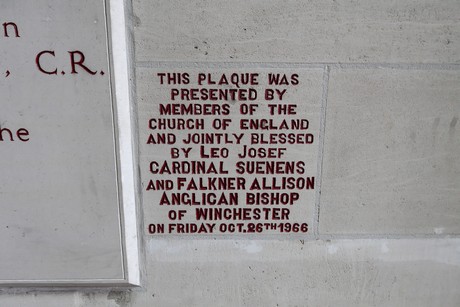 n
, C.R.
he
THIS PLAQUE WAS
PRESENTED BY
MEMBERS OF THE
CHURCH OF ENGLAND
AND JOINTLY BLESSED
BY LEO JOSEF
CARDINAL SUENENS
AND FALKNER ALLISON
ANGLICAN BISHOP
OF WINCHESTER
ON FRIDAY OCT. 26TH 1966